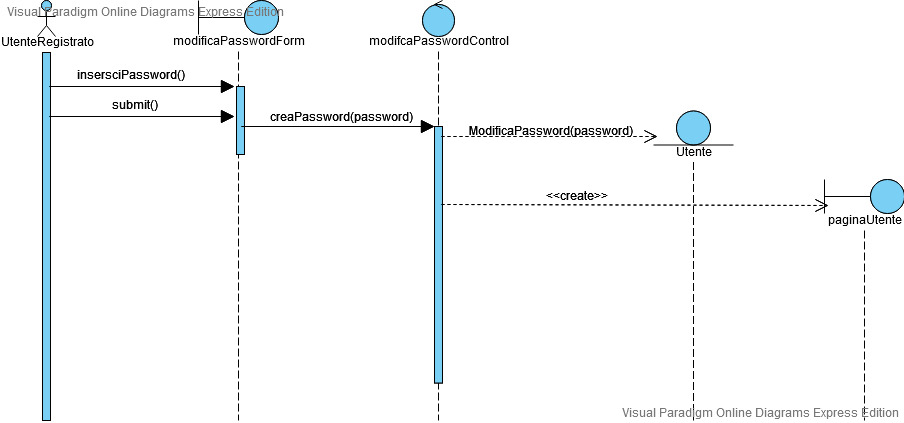 Visual Paradigm Online Diagrams Express Edition
UtenteRegistrato
modificaPasswordForm
modifcaPasswordControl
insersciPassword()
submit()
creaPassword(password)
ModificaPassword(password)
Utente
<<create>>
paginaUtente
Visual Paradigm Online Diagrams Express Edition